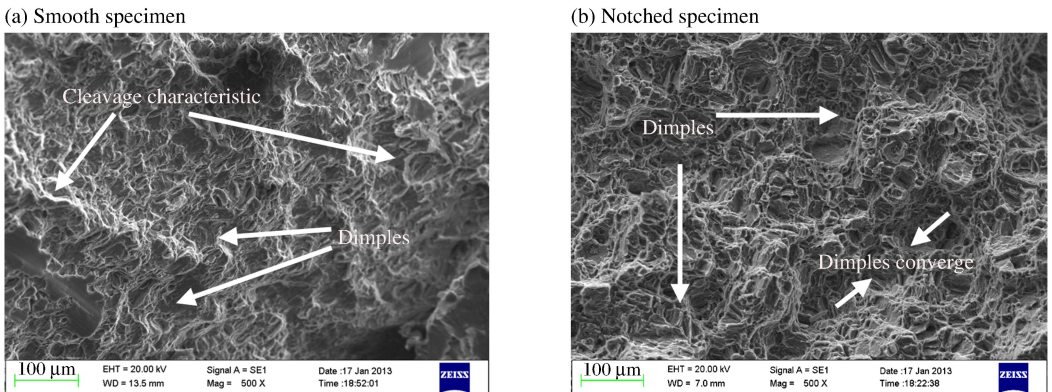 (a) Smooth specimen
Cleavage characteristic
Dimples
100 μm
EHT = 20.00 kV
WD = 13.5 mm
Signal A = SE1
Mag = 500 X
Date :17 Jan 2013
Time :18:52:01
ZEISS
(b) Notched specimen
Dimples
Dimples converge
100 μm
EHT = 20.00 kV
WD = 7.0 mm
Signal A = SE1
Mag = 500 X
Date :17 Jan 2013
Time :18:22:38
ZEISS